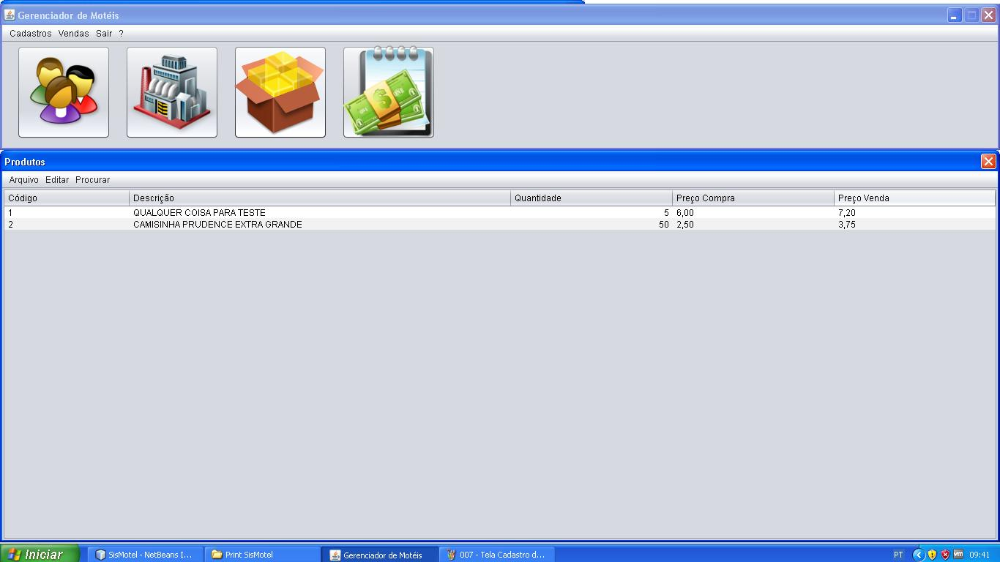 Gerenciador de Motéis
Cadastros Vendas Sair ?
Produtos
Arquivo Editar Procurar
Código Descrição Quantidade Preço Compra Preço Venda
1 QUALQUER COISA PARA TESTE 5 6,00 7,20
2 CAMISINHA PRUDENCE EXTRA GRANDE 50 2,50 3,75
Iniciar SisMotel - NetBeans I... Print SisMotel Gerenciador de Motéis 007 - Tela Cadastro d... PT 09:41